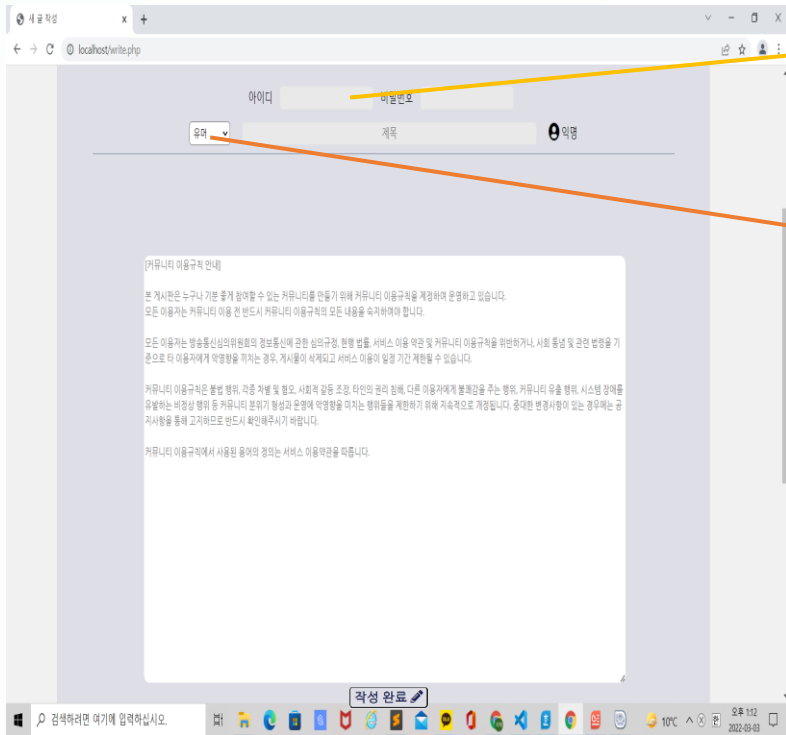 새 글 작성
localhost/write.php
아이디 비밀번호
유머 제목 익명
[커뮤니티 이용규칙 안내]
본 게시판은 누구나 기분 좋게 참여할 수 있는 커뮤니티를 만들기 위해 커뮤니티 이용규칙을 제정하여 운영하고 있습니다.
모든 이용자는 커뮤니티 이용 전 반드시 커뮤니티 이용규칙의 모든 내용을 숙지하여야 합니다.
모든 이용자는 방송통신심의위원회의 정보통신에 관한 심의규정, 현행 법률, 서비스 이용 약관 및 커뮤니티 이용규칙을 위반하거나, 사회 통념 및 관련 법령을 기
준으로 타 이용자에게 악영향을 끼치는 경우, 게시물이 삭제되고 서비스 이용이 일정 기간 제한될 수 있습니다.
커뮤니티 이용규칙은 불법 행위, 각종 차별 및 혐오, 사회적 갈등 조장, 타인의 권리 침해, 다른 이용자에게 불쾌감을 주는 행위, 커뮤니티 유출 행위, 시스템 장애를
유발하는 비정상 행위 등 커뮤니티 분위기 형성과 운영에 악영향을 미치는 행위들을 제한하기 위해 지속적으로 개정됩니다. 중대한 변경사항이 있는 경우에는 공
지사항을 통해 고지하므로 반드시 확인해주시기 바랍니다.
커뮤니티 이용규칙에서 사용된 용어의 정의는 서비스 이용약관을 따릅니다.
작성 완료
검색하려면 여기에 입력하십시오.
10°C
오후 1:12
2022-03-03